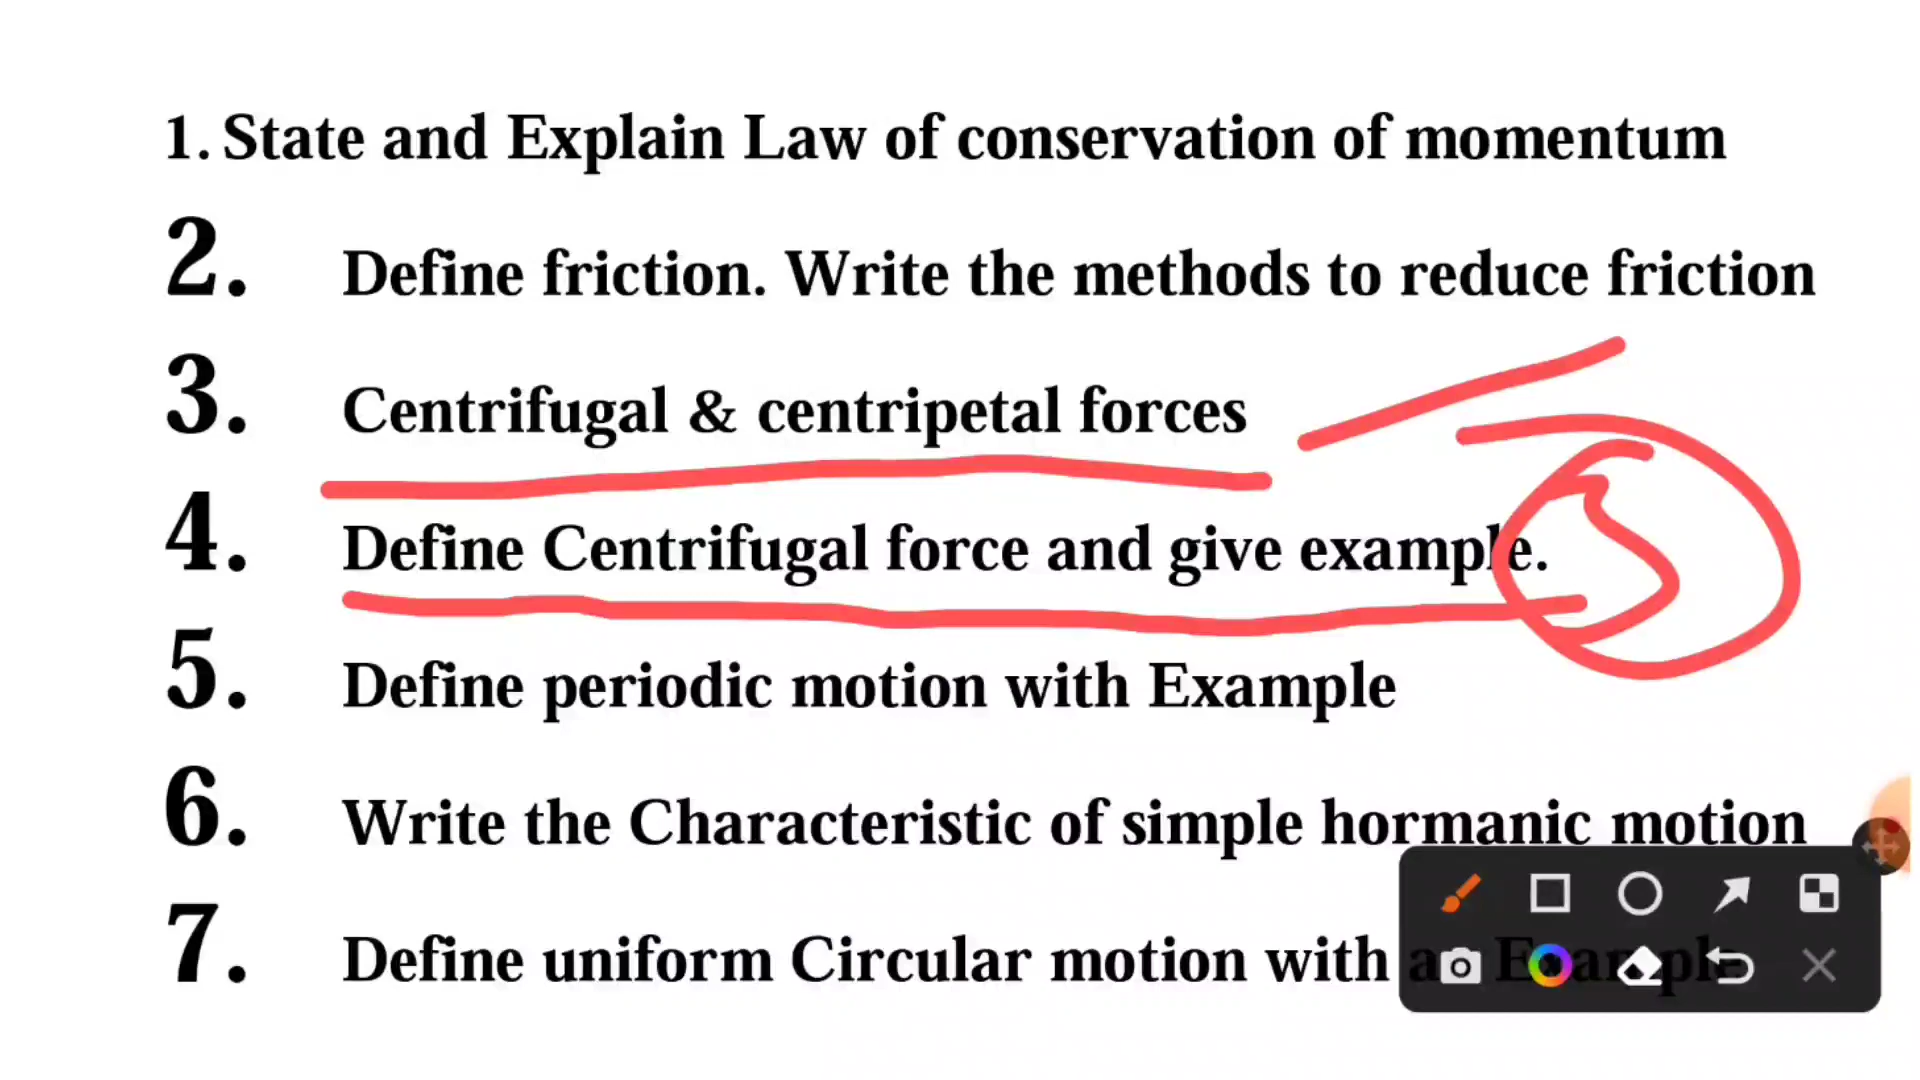 1. State and Explain Law of conservation of momentum
2. Define friction. Write the methods to reduce friction
3. Centrifugal & centripetal forces
4. Define Centrifugal force and give example.
5. Define periodic motion with Example
6. Write the Characteristic of simple hormanic motion
7. Define uniform Circular motion with an Example